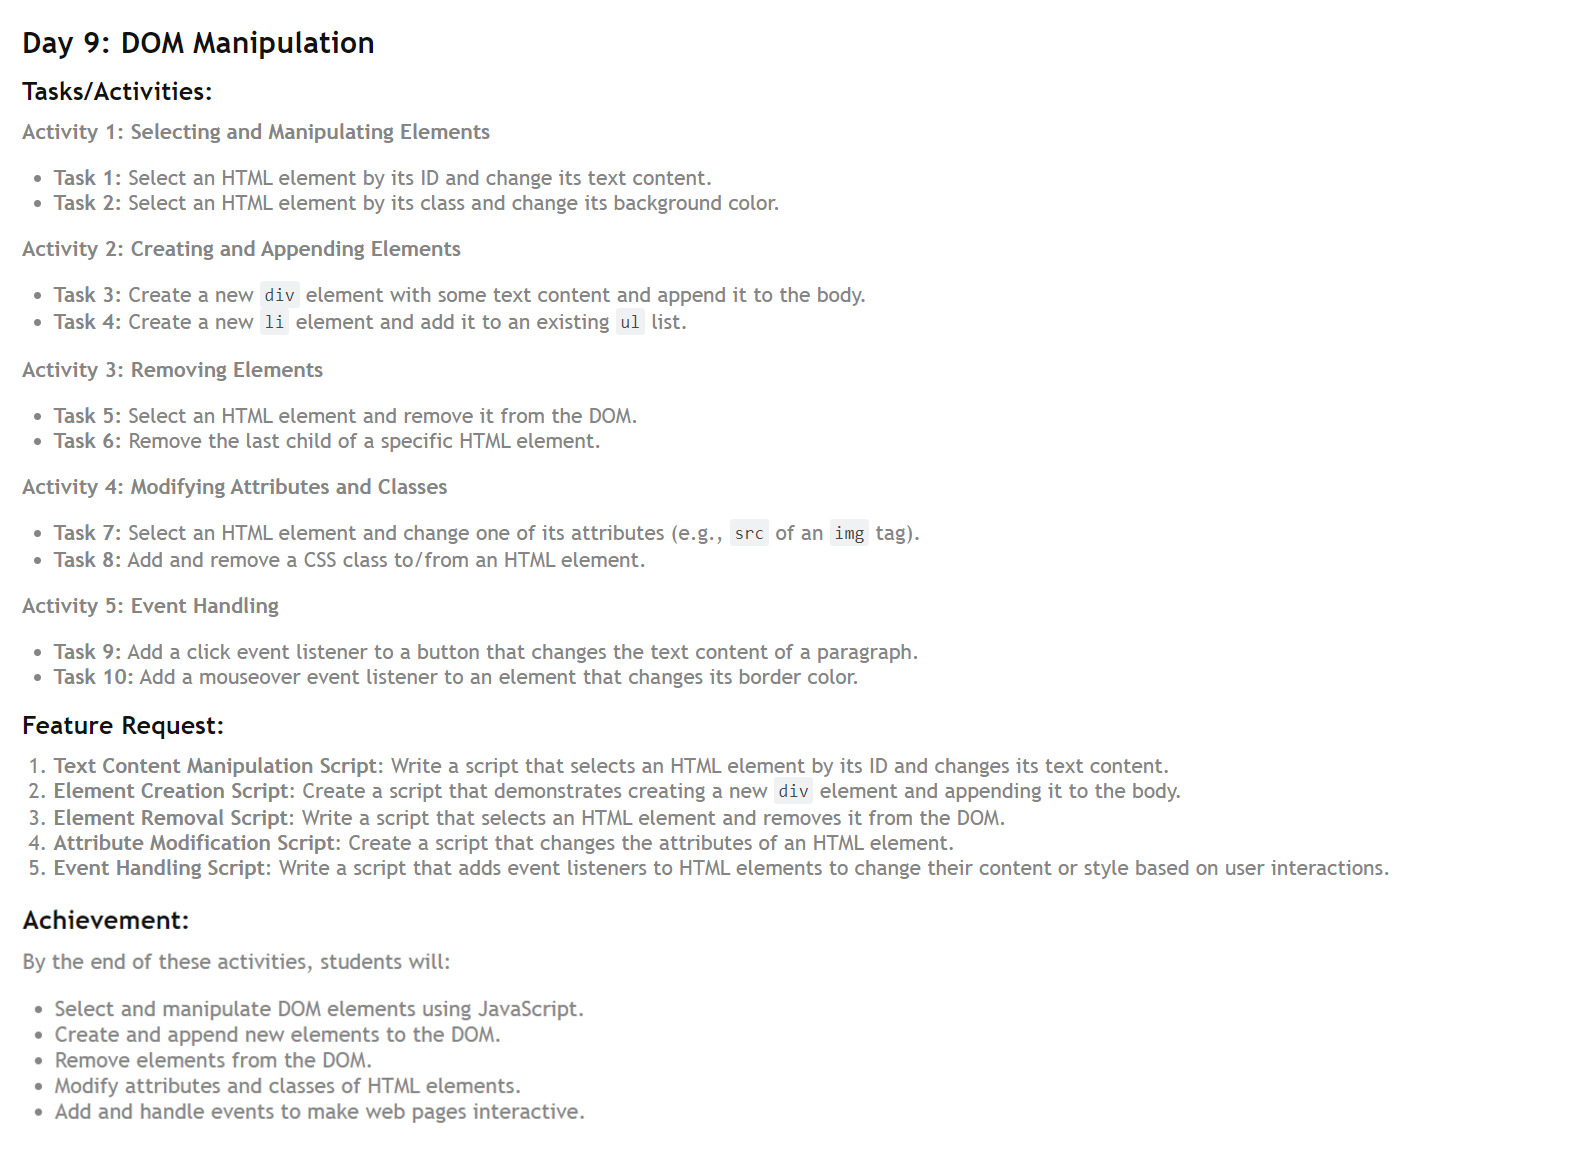 Day 9: DOM Manipulation
Tasks/Activities:
Activity 1: Selecting and Manipulating Elements
• Task 1: Select an HTML element by its ID and change its text content.
• Task 2: Select an HTML element by its class and change its background color.
Activity 2: Creating and Appending Elements
• Task 3: Create a new div element with some text content and append it to the body.
• Task 4: Create a new li element and add it to an existing ul list.
Activity 3: Removing Elements
• Task 5: Select an HTML element and remove it from the DOM.
• Task 6: Remove the last child of a specific HTML element.
Activity 4: Modifying Attributes and Classes
• Task 7: Select an HTML element and change one of its attributes (e.g., src of an img tag).
• Task 8: Add and remove a CSS class to/from an HTML element.
Activity 5: Event Handling
• Task 9: Add a click event listener to a button that changes the text content of a paragraph.
• Task 10: Add a mouseover event listener to an element that changes its border color.
Feature Request:
1. Text Content Manipulation Script: Write a script that selects an HTML element by its ID and changes its text content.
2. Element Creation Script: Create a script that demonstrates creating a new div element and appending it to the body.
3. Element Removal Script: Write a script that selects an HTML element and removes it from the DOM.
4. Attribute Modification Script: Create a script that changes the attributes of an HTML element.
5. Event Handling Script: Write a script that adds event listeners to HTML elements to change their content or style based on user interactions.
Achievement:
By the end of these activities, students will:
• Select and manipulate DOM elements using JavaScript.
• Create and append new elements to the DOM.
• Remove elements from the DOM.
• Modify attributes and classes of HTML elements.
• Add and handle events to make web pages interactive.